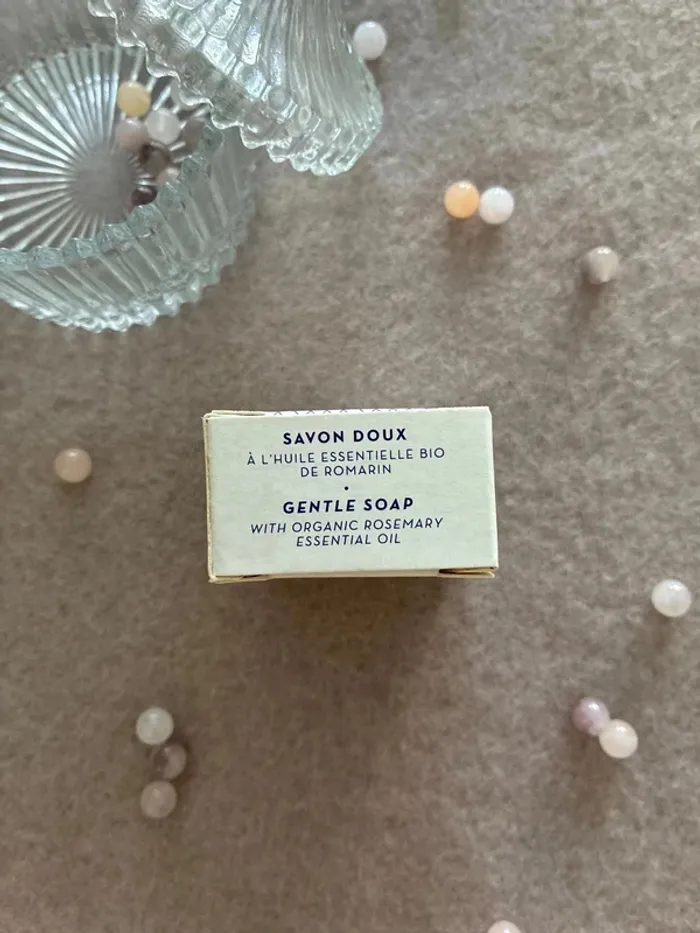 SAVON DOUX
À L'HUILE ESSENTIELLE BIO
DE ROMARIN
•
GENTLE SOAP
WITH ORGANIC ROSEMARY
ESSENTIAL OIL